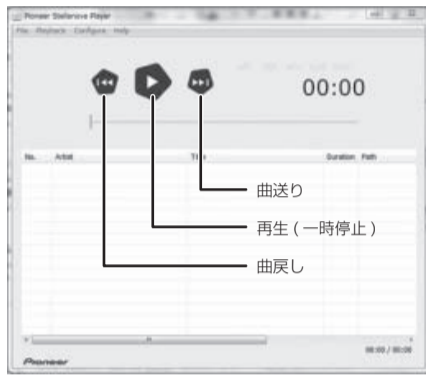 Pioneer Stellanova Player
File Playback Configure Help
00:00
No. Artist Title Duration Path
曲送り
再生 ( 一時停止 )
曲戻し
00:00 / 00:00
Pioneer